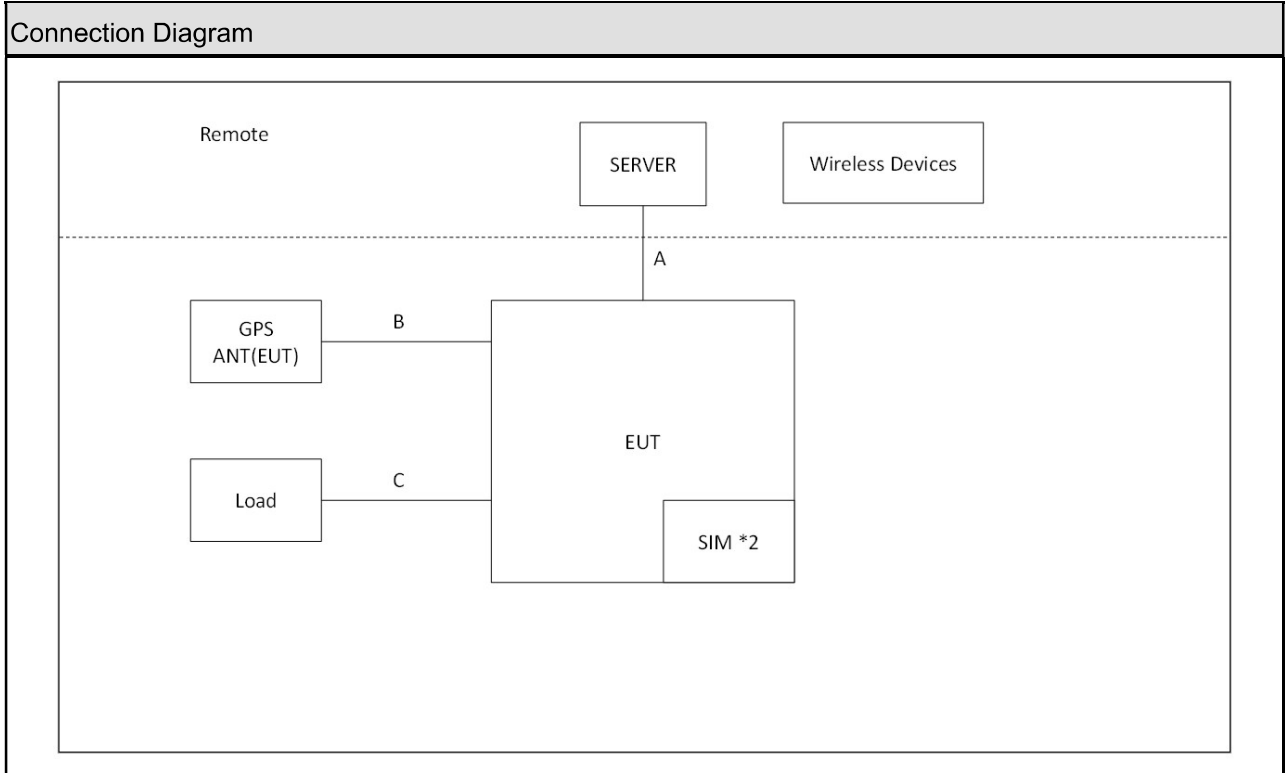 Connection Diagram
Remote
SERVER
Wireless Devices
A
GPS
ANT(EUT)
B
EUT
Load
C
SIM *2